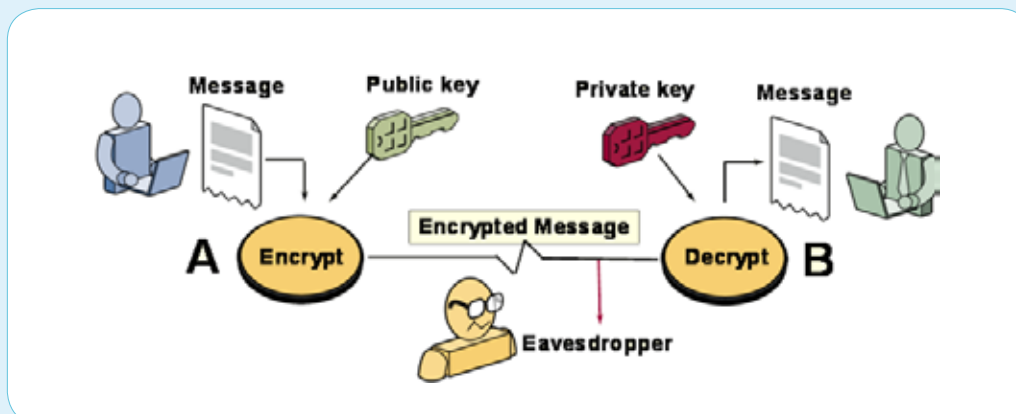 Message
Public key
Private key
Message
A
Encrypt
Encrypted Message
Decrypt
B
Eavesdropper